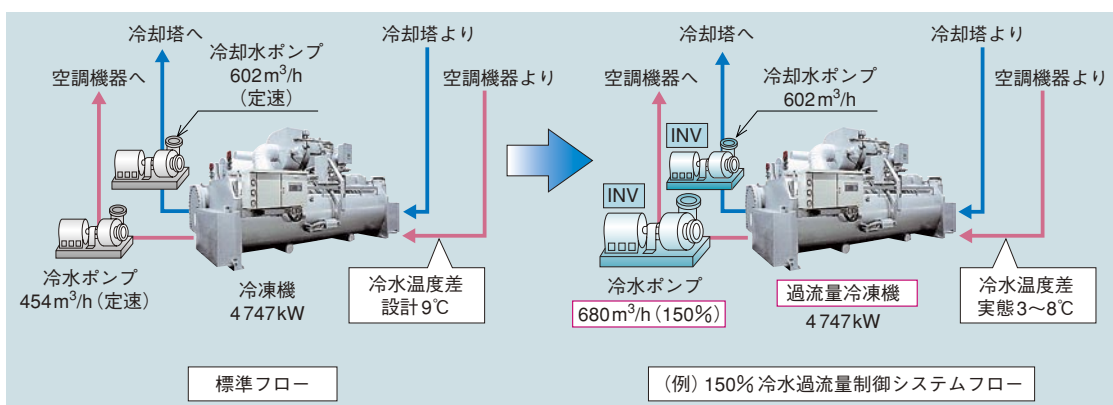 冷却塔へ
冷却塔より
冷却水ポンプ
602m³/h
(定速)
空調機器へ
空調機器より
冷水ポンプ
454m³/h(定速)
冷凍機
4 747kW
冷水温度差
設計9℃
標準フロー
冷却塔へ
冷却塔より
冷却水ポンプ
602m³/h
空調機器へ
空調機器より
INV
INV
冷水ポンプ
680m³/h(150%)
過流量冷凍機
4 747kW
冷水温度差
実態3〜8℃
(例)150%冷水過流量制御システムフロー